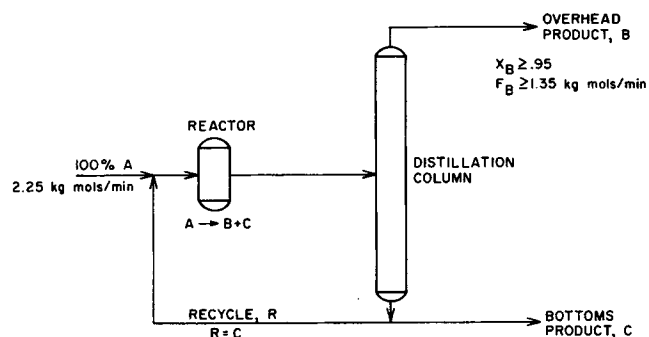 OVERHEAD
PRODUCT, B
X_B ≥ .95
F_B ≥ 1.35 kg mols/min
REACTOR
100% A
2.25 kg mols/min
A → B+C
DISTILLATION
COLUMN
RECYCLE, R
R = C
BOTTOMS
PRODUCT, C